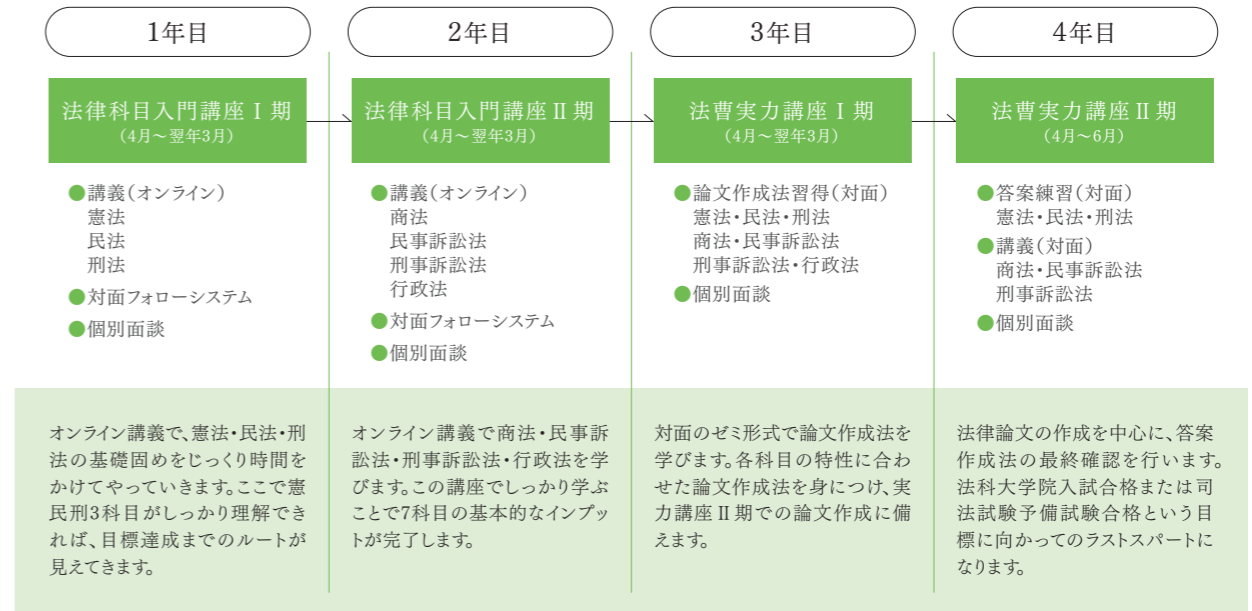 1年目
法律科目入門講座Ⅰ期
（4月～翌年3月）
●講義（オンライン）
憲法
民法
刑法
●対面フォローシステム
●個別面談
オンライン講義で、憲法・民法・刑
法の基礎固めをじっくり時間を
かけてやっていきます。ここで憲
民刑3科目がしっかり理解でき
れば、目標達成までのルートが
見えてきます。
2年目
法律科目入門講座Ⅱ期
（4月～翌年3月）
●講義（オンライン）
商法
民事訴訟法
刑事訴訟法
行政法
●対面フォローシステム
●個別面談
オンライン講義で商法・民事訴
訟法・刑事訴訟法・行政法を学
びます。この講座でしっかり学ぶ
ことで7科目の基本的なインプッ
トが完了します。
3年目
法曹実力講座Ⅰ期
（4月～翌年3月）
●論文作成法習得（対面）
憲法・民法・刑法
商法・民事訴訟法
刑事訴訟法・行政法
●個別面談
対面のゼミ形式で論文作成法を
学びます。各科目の特性に合わ
せた論文作成法を身につけ、実
力講座Ⅱ期での論文作成に備
えます。
4年目
法曹実力講座Ⅱ期
（4月～6月）
●答案練習（対面）
憲法・民法・刑法
●講義（対面）
商法・民事訴訟法
刑事訴訟法
●個別面談
法律論文の作成を中心に、答案
作成法の最終確認を行います。
法科大学院入試合格または司
法試験予備試験合格という目
標に向かってのラストスパートに
なります。